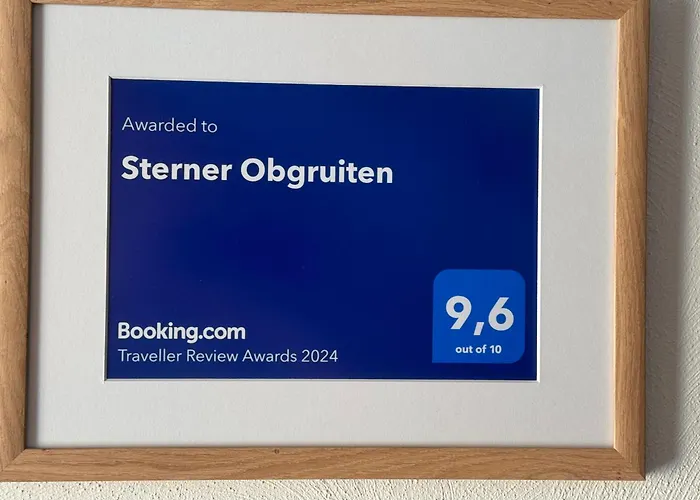 Awarded to
Sterner Obgruiten
Booking.com
Traveller Review Awards 2024
9,6
out of 10